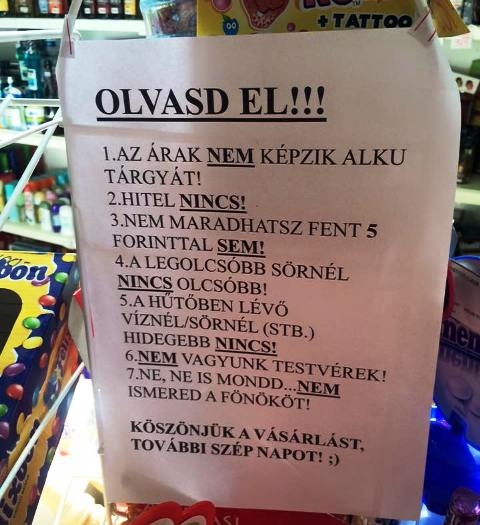 + TATTOO
OLVASD EL!!!
1.AZ ÁRAK NEM KÉPZIK ALKU
TÁRGYÁT!
2.HITEL NINCS!
3.NEM MARADHATSZ FENT 5
FORINTTAL SEM!
4.A LEGOLCSÓBB SÖRNÉL
NINCS OLCSÓBB!
5.A HŰTŐBEN LÉVŐ
VÍZNÉL/SÖRNÉL (STB.)
HIDEGEBB NINCS!
6.NEM VAGYUNK TESTVÉREK!
7.NE, NE IS MONDD...NEM
ISMERED A FŐNÖKÖT!
KÖSZÖNJÜK A VÁSÁRLÁST,
TOVÁBBI SZÉP NAPOT! ;)